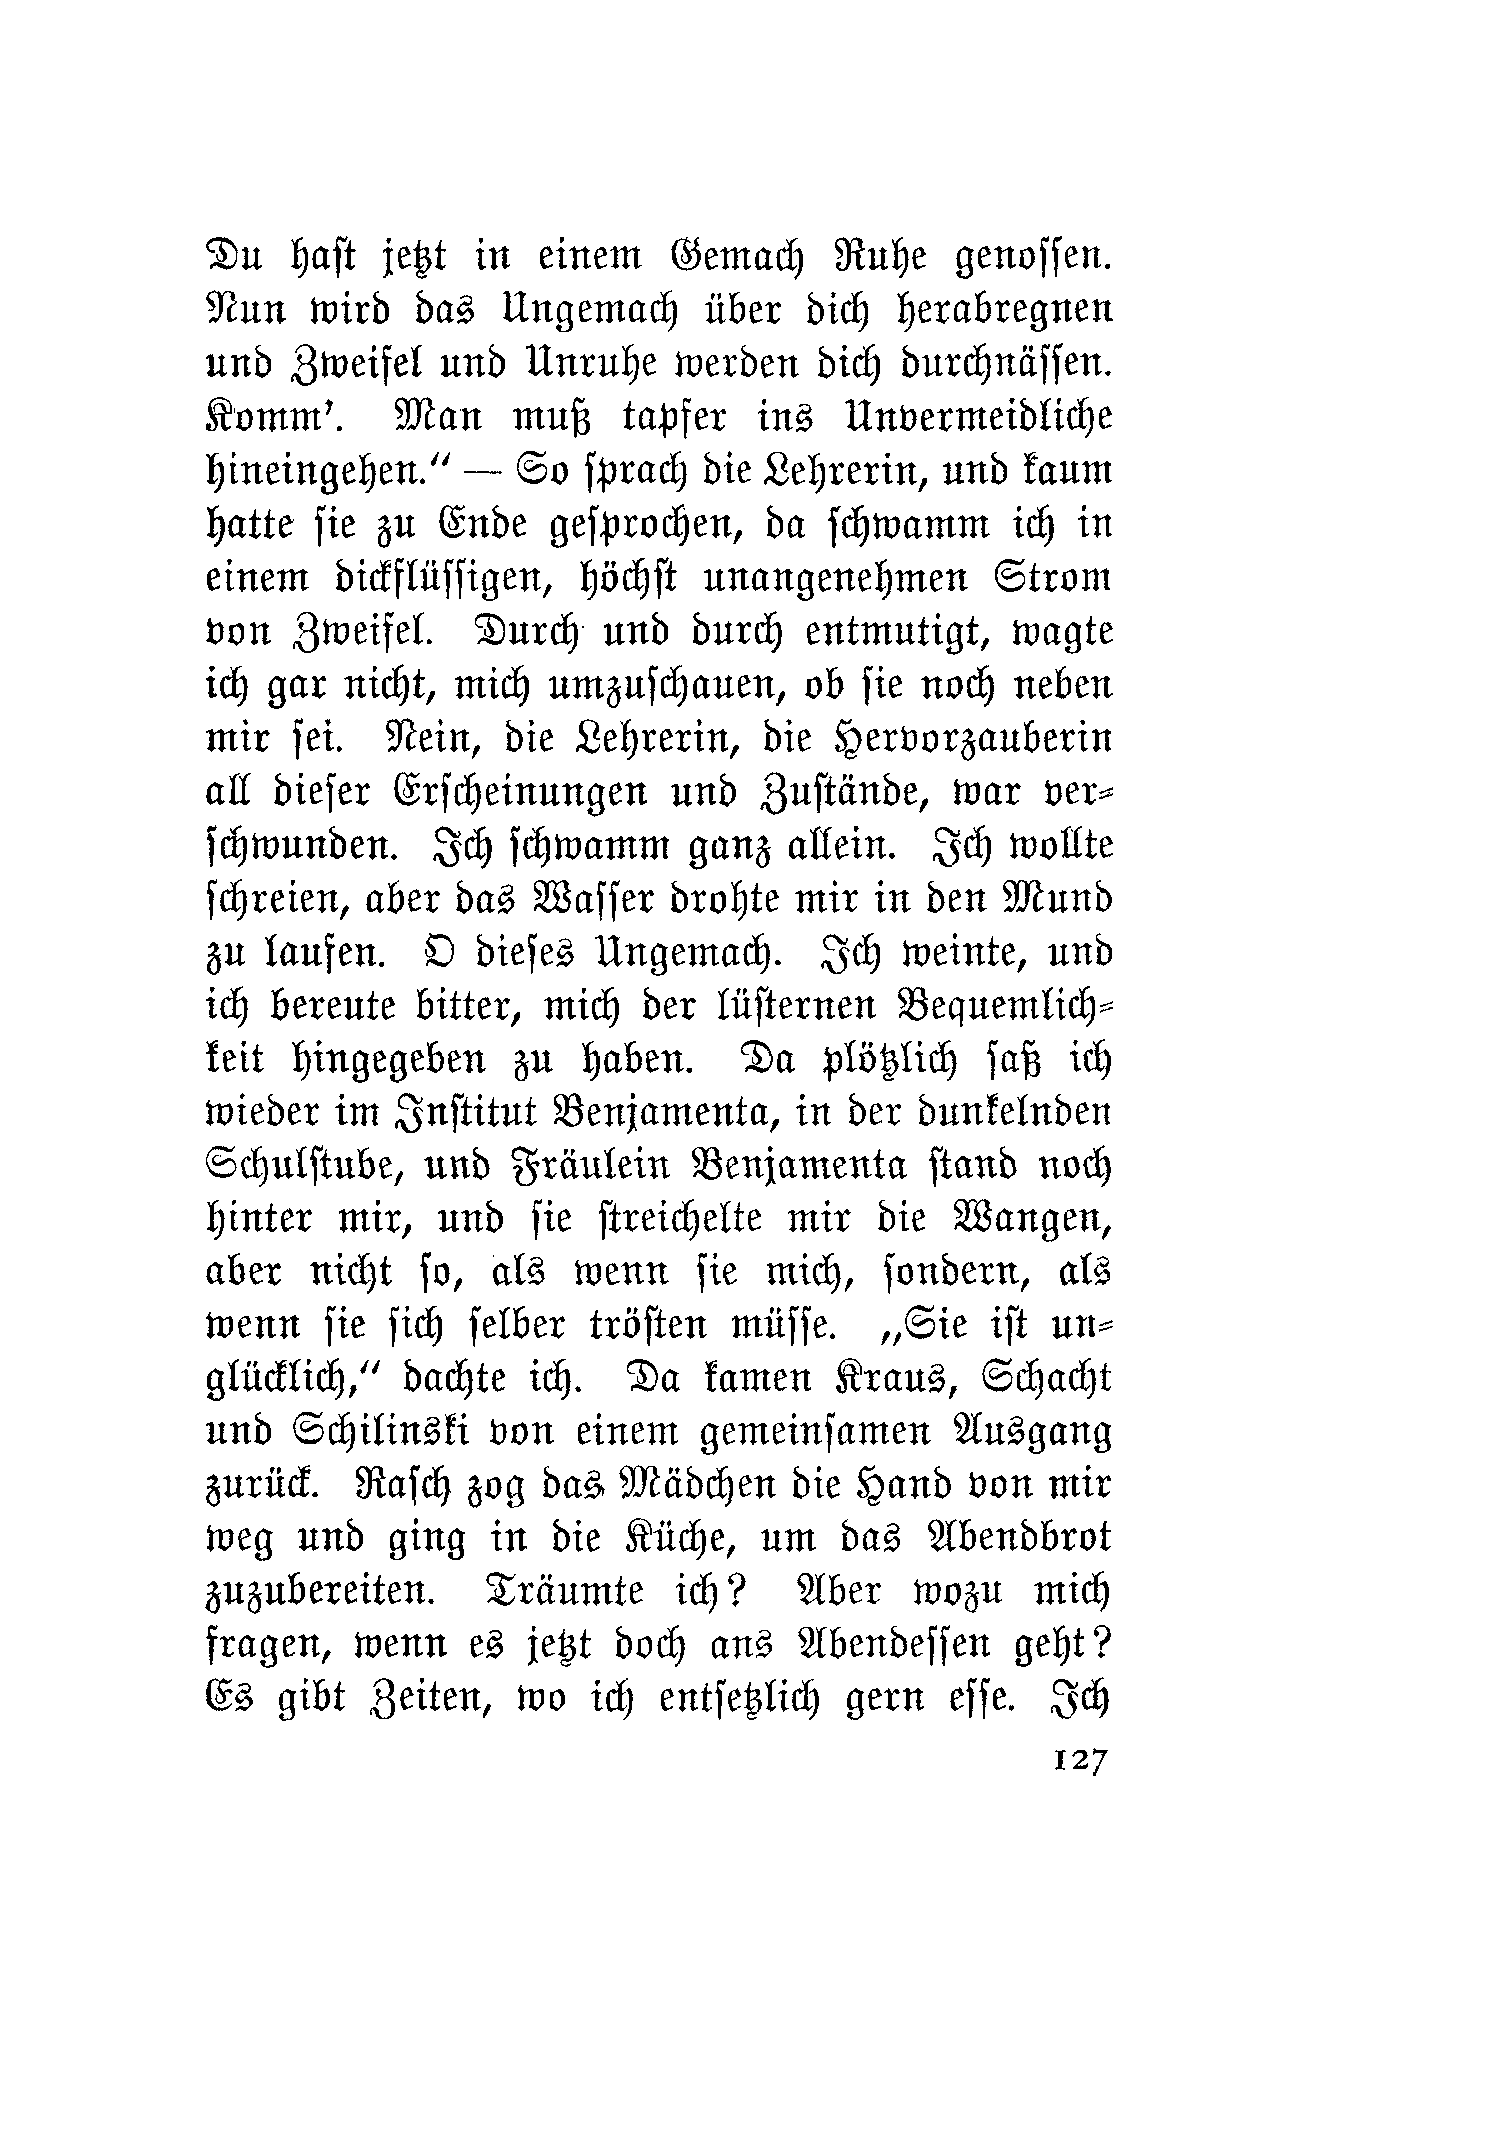 Du haſt jetzt in einem Gemach Ruhe genoſſen.
Nun wird das Ungemach über dich herabregnen
und Zweifel und Unruhe werden dich durchnäſſen.
Komm'. Man muß tapfer ins Unvermeidliche
hineingehen.“ — So ſprach die Lehrerin, und kaum
hatte ſie zu Ende geſprochen, da ſchwamm ich in
einem dickflüſſigen, höchſt unangenehmen Strom
von Zweifel. Durch und durch entmutigt, wagte
ich gar nicht, mich umzuſchauen, ob ſie noch neben
mir ſei. Nein, die Lehrerin, die Hervorzauberin
all dieſer Erſcheinungen und Zuſtände, war ver⸗
ſchwunden. Ich ſchwamm ganz allein. Ich wollte
ſchreien, aber das Waſſer drohte mir in den Mund
zu laufen. O dieſes Ungemach. Ich weinte, und
ich bereute bitter, mich der lüſternen Bequemlich⸗
keit hingegeben zu haben. Da plötzlich ſaß ich
wieder im Inſtitut Benjamenta, in der dunkelnden
Schulſtube, und Fräulein Benjamenta ſtand noch
hinter mir, und ſie ſtreichelte mir die Wangen,
aber nicht ſo, als wenn ſie mich, ſondern, als
wenn ſie ſich ſelber tröſten müſſe. „Sie iſt un⸗
glücklich,“ dachte ich. Da kamen Kraus, Schacht
und Schilinski von einem gemeinſamen Ausgang
zurück. Raſch zog das Mädchen die Hand von mir
weg und ging in die Küche, um das Abendbrot
zuzubereiten. Träumte ich? Aber wozu mich
fragen, wenn es jetzt doch ans Abendeſſen geht?
Es gibt Zeiten, wo ich entſetzlich gern eſſe. Ich
127